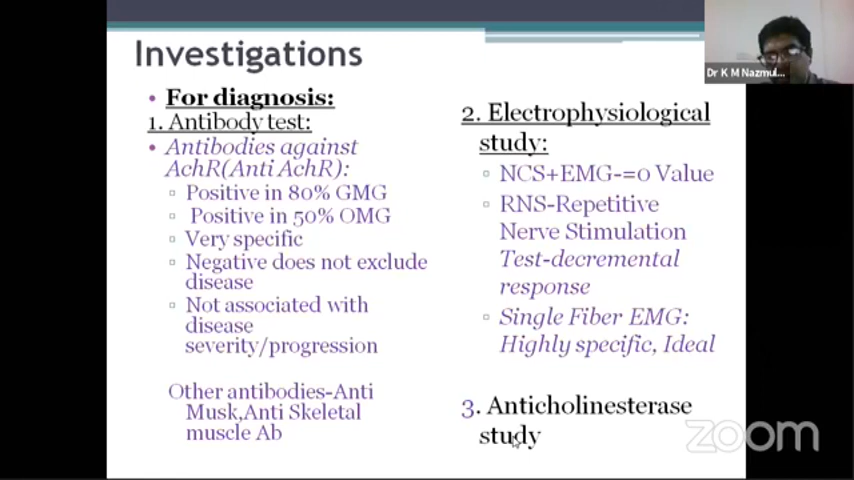 Investigations
• For diagnosis:
1. Antibody test:
• Antibodies against
AchR(Anti AchR):
▫ Positive in 80% GMG
▫ Positive in 50% OMG
▫ Very specific
▫ Negative does not exclude
disease
▫ Not associated with
disease
severity/progression
Other antibodies-Anti
Musk,Anti Skeletal
muscle Ab
2. Electrophysiological
study:
▫ NCS+EMG-=0 Value
▫ RNS-Repetitive
Nerve Stimulation
Test-decremental
response
▫ Single Fiber EMG:
Highly specific, Ideal
3. Anticholinesterase
study
Dr K M Nazmul...
zoom